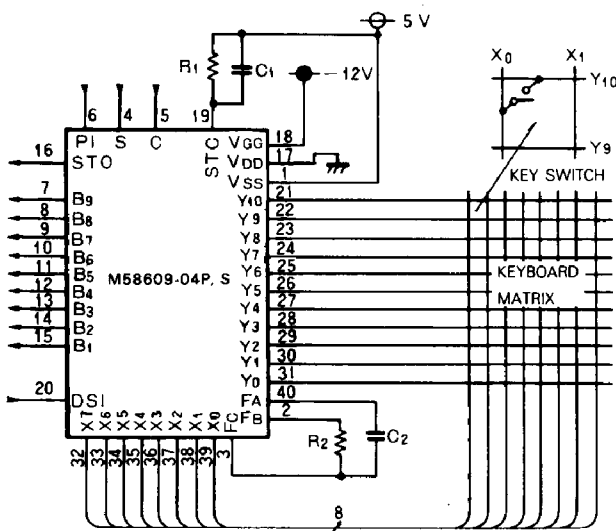 5 V
R1
C1
-12V
X0
X1
Y10
Y9
KEY SWITCH
6
4
5
19
PI
S
C
STC
VGG
18
VDD
17
VSS
1
16
STO
7
B9
8
B8
9
B7
10
B6
11
B5
12
B4
13
B3
14
B2
15
B1
M58609-04P, S
Y10
21
Y9
22
Y8
23
Y7
24
Y6
25
Y5
26
Y4
27
Y3
28
Y2
29
Y1
30
Y0
31
KEYBOARD
MATRIX
FA
40
FB
2
20
DSI
X7
X6
X5
X4
X3
X2
X1
X0
FC
32
33
34
35
36
37
38
39
3
R2
C2
8